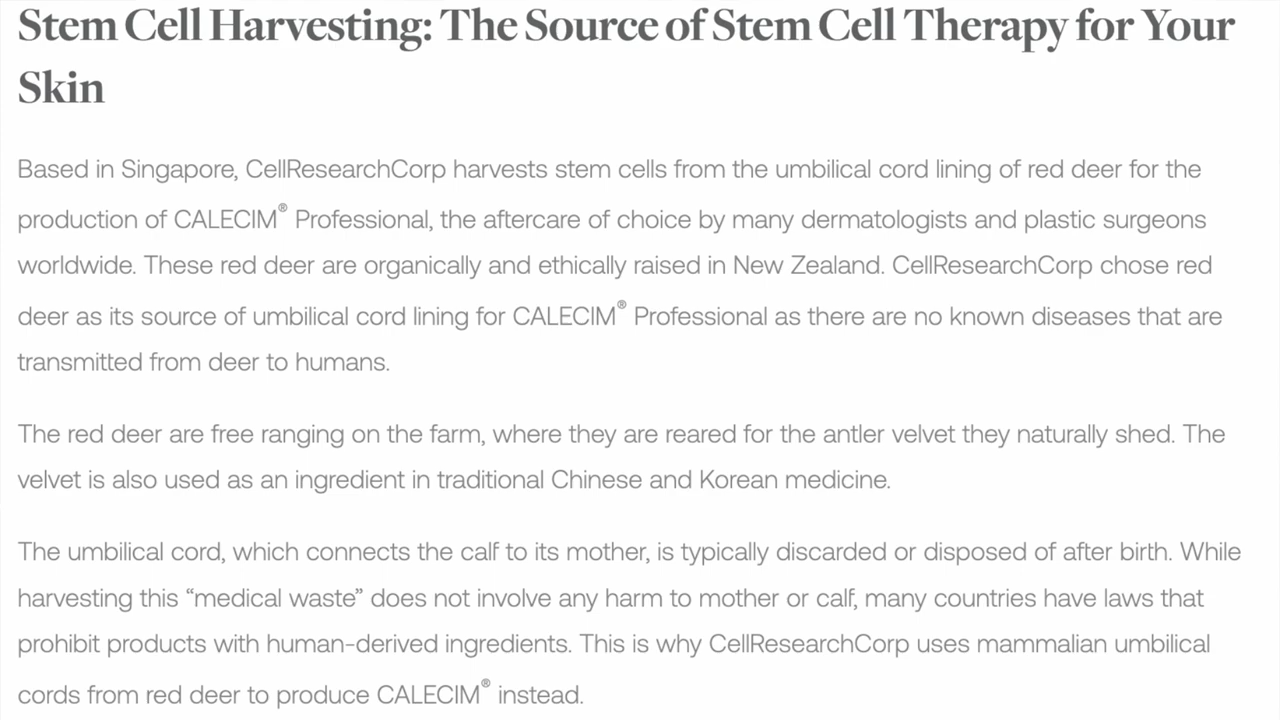 Stem Cell Harvesting: The Source of Stem Cell Therapy for Your
Skin
Based in Singapore, CellResearchCorp harvests stem cells from the umbilical cord lining of red deer for the
production of CALECIM® Professional, the aftercare of choice by many dermatologists and plastic surgeons
worldwide. These red deer are organically and ethically raised in New Zealand. CellResearchCorp chose red
deer as its source of umbilical cord lining for CALECIM® Professional as there are no known diseases that are
transmitted from deer to humans.
The red deer are free ranging on the farm, where they are reared for the antler velvet they naturally shed. The
velvet is also used as an ingredient in traditional Chinese and Korean medicine.
The umbilical cord, which connects the calf to its mother, is typically discarded or disposed of after birth. While
harvesting this “medical waste” does not involve any harm to mother or calf, many countries have laws that
prohibit products with human-derived ingredients. This is why CellResearchCorp uses mammalian umbilical
cords from red deer to produce CALECIM® instead.